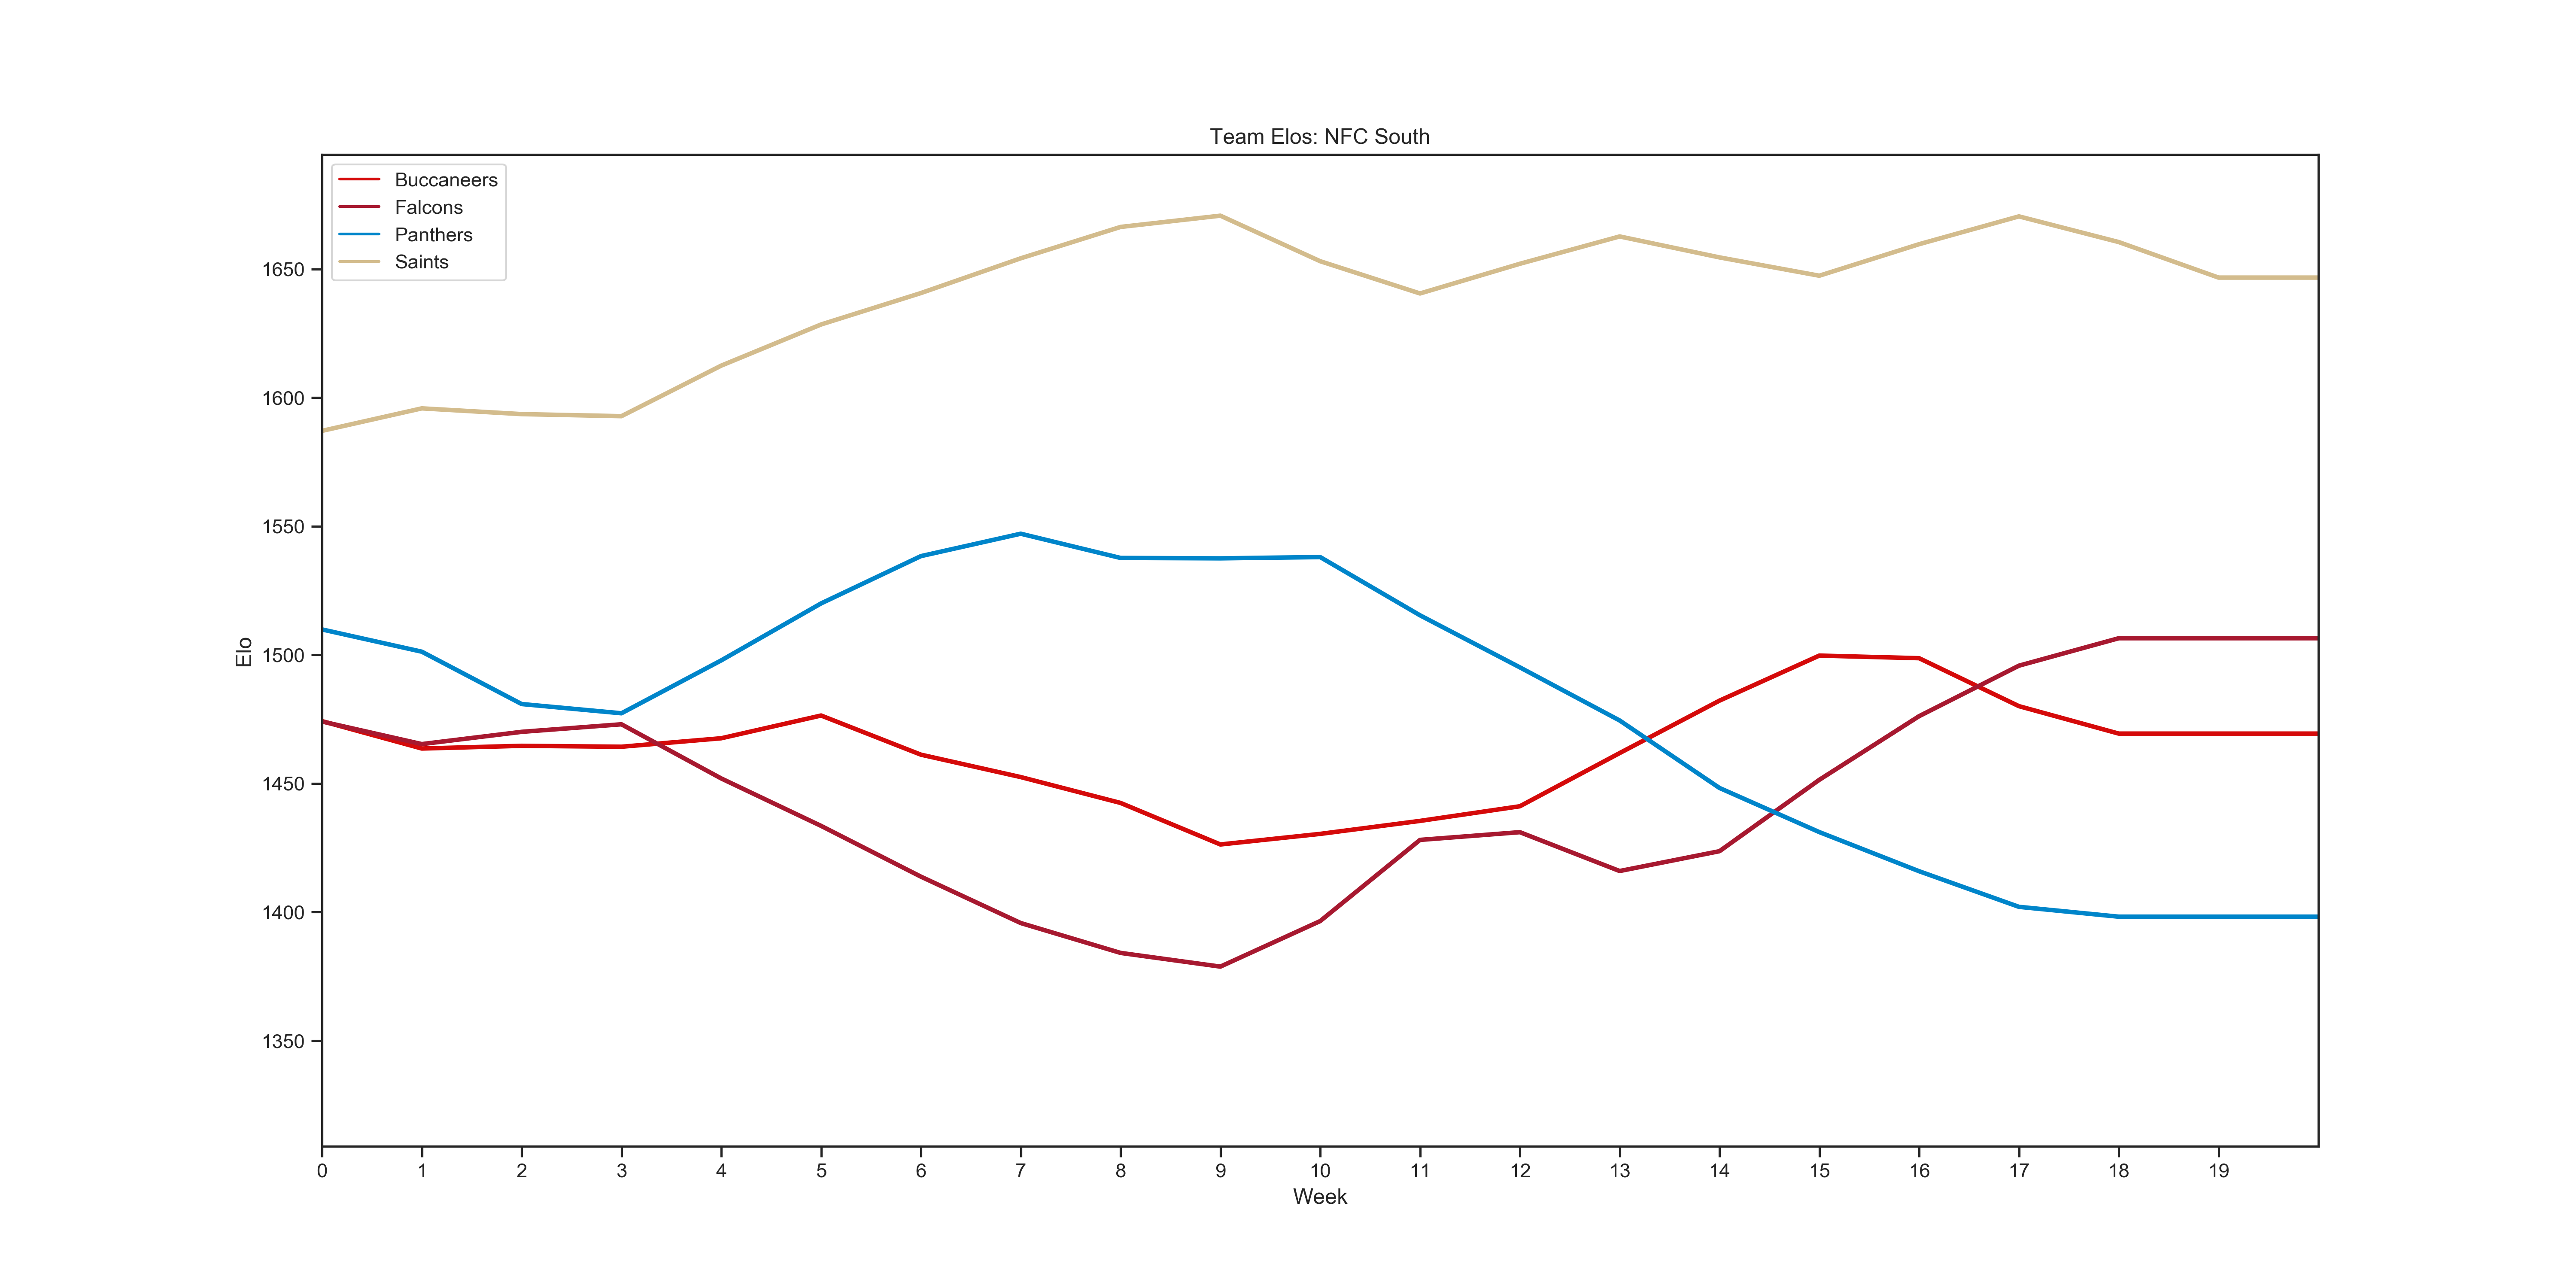 Team Elos: NFC South
Buccaneers
Falcons
Panthers
Saints
1650
1600
1550
1500
1450
1400
1350
Elo
0 1 2 3 4 5 6 7 8 9 10 11 12 13 14 15 16 17 18 19
Week